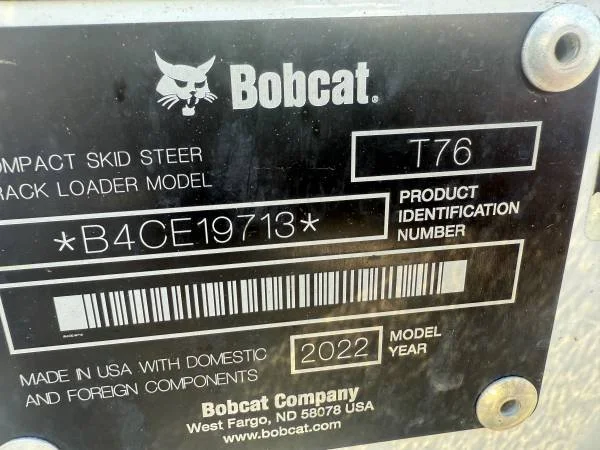 Bobcat.
OMPACT SKID STEER
RACK LOADER MODEL
T76
*B4CE19713*
PRODUCT
IDENTIFICATION
NUMBER
MADE IN USA WITH DOMESTIC
AND FOREIGN COMPONENTS
2022
MODEL
YEAR
Bobcat Company
West Fargo, ND 58078 USA
www.bobcat.com